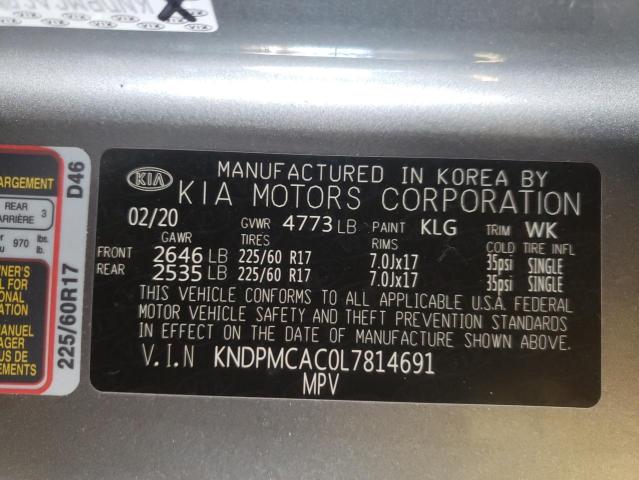 KIA
MANUFACTURED IN KOREA BY
KIA MOTORS CORPORATION
02/20 GVWR 4773 LB PAINT KLG TRIM WK
GAWR TIRES RIMS COLD TIRE INFL
FRONT 2646 LB 225/60 R17 7.0Jx17 35psi SINGLE
REAR 2535 LB 225/60 R17 7.0Jx17 35psi SINGLE
THIS VEHICLE CONFORMS TO ALL APPLICABLE U.S.A. FEDERAL
MOTOR VEHICLE SAFETY AND THEFT PREVENTION STANDARDS
IN EFFECT ON THE DATE OF MANUFACTURE SHOWN ABOVE.
V.I.N KNDPMCAC0L7814691
MPV
REAR 3
970 lbs.
225/60R17 D46